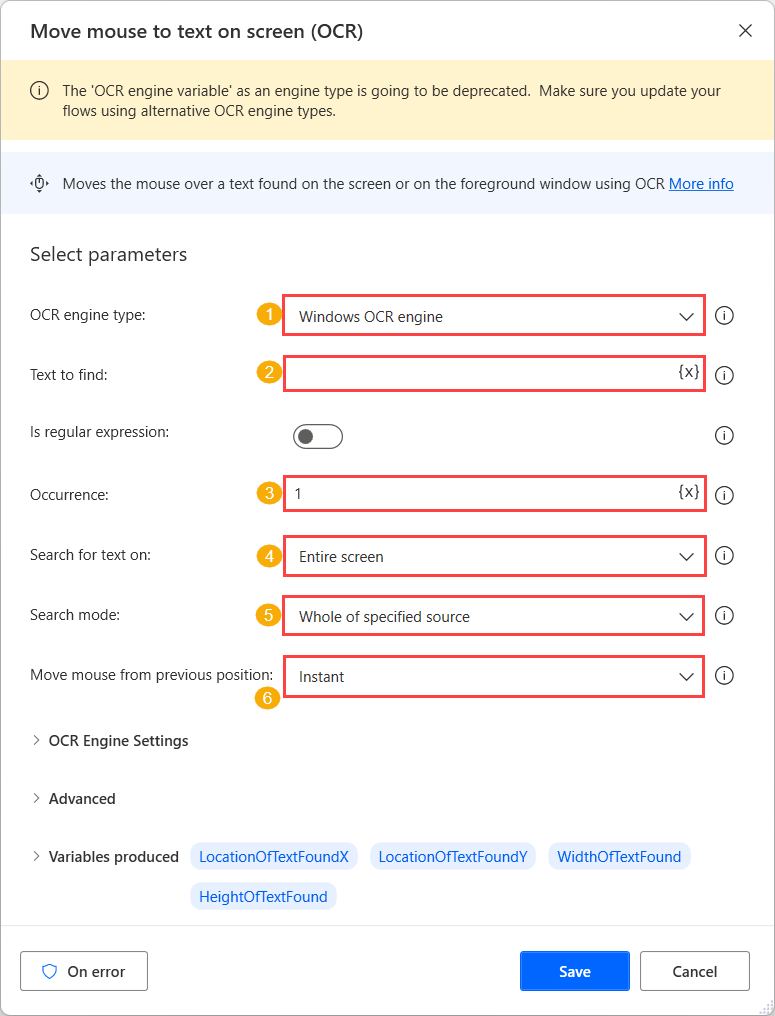 Move mouse to text on screen (OCR)
The 'OCR engine variable' as an engine type is going to be deprecated.  Make sure you update your
flows using alternative OCR engine types.
Moves the mouse over a text found on the screen or on the foreground window using OCR More info
Select parameters
OCR engine type: 1 Windows OCR engine
Text to find: 2 {x}
Is regular expression:
Occurrence: 3 1 {x}
Search for text on: 4 Entire screen
Search mode: 5 Whole of specified source
Move mouse from previous position: 6 Instant
OCR Engine Settings
Advanced
Variables produced LocationOfTextFoundX LocationOfTextFoundY WidthOfTextFound
HeightOfTextFound
On error Save Cancel